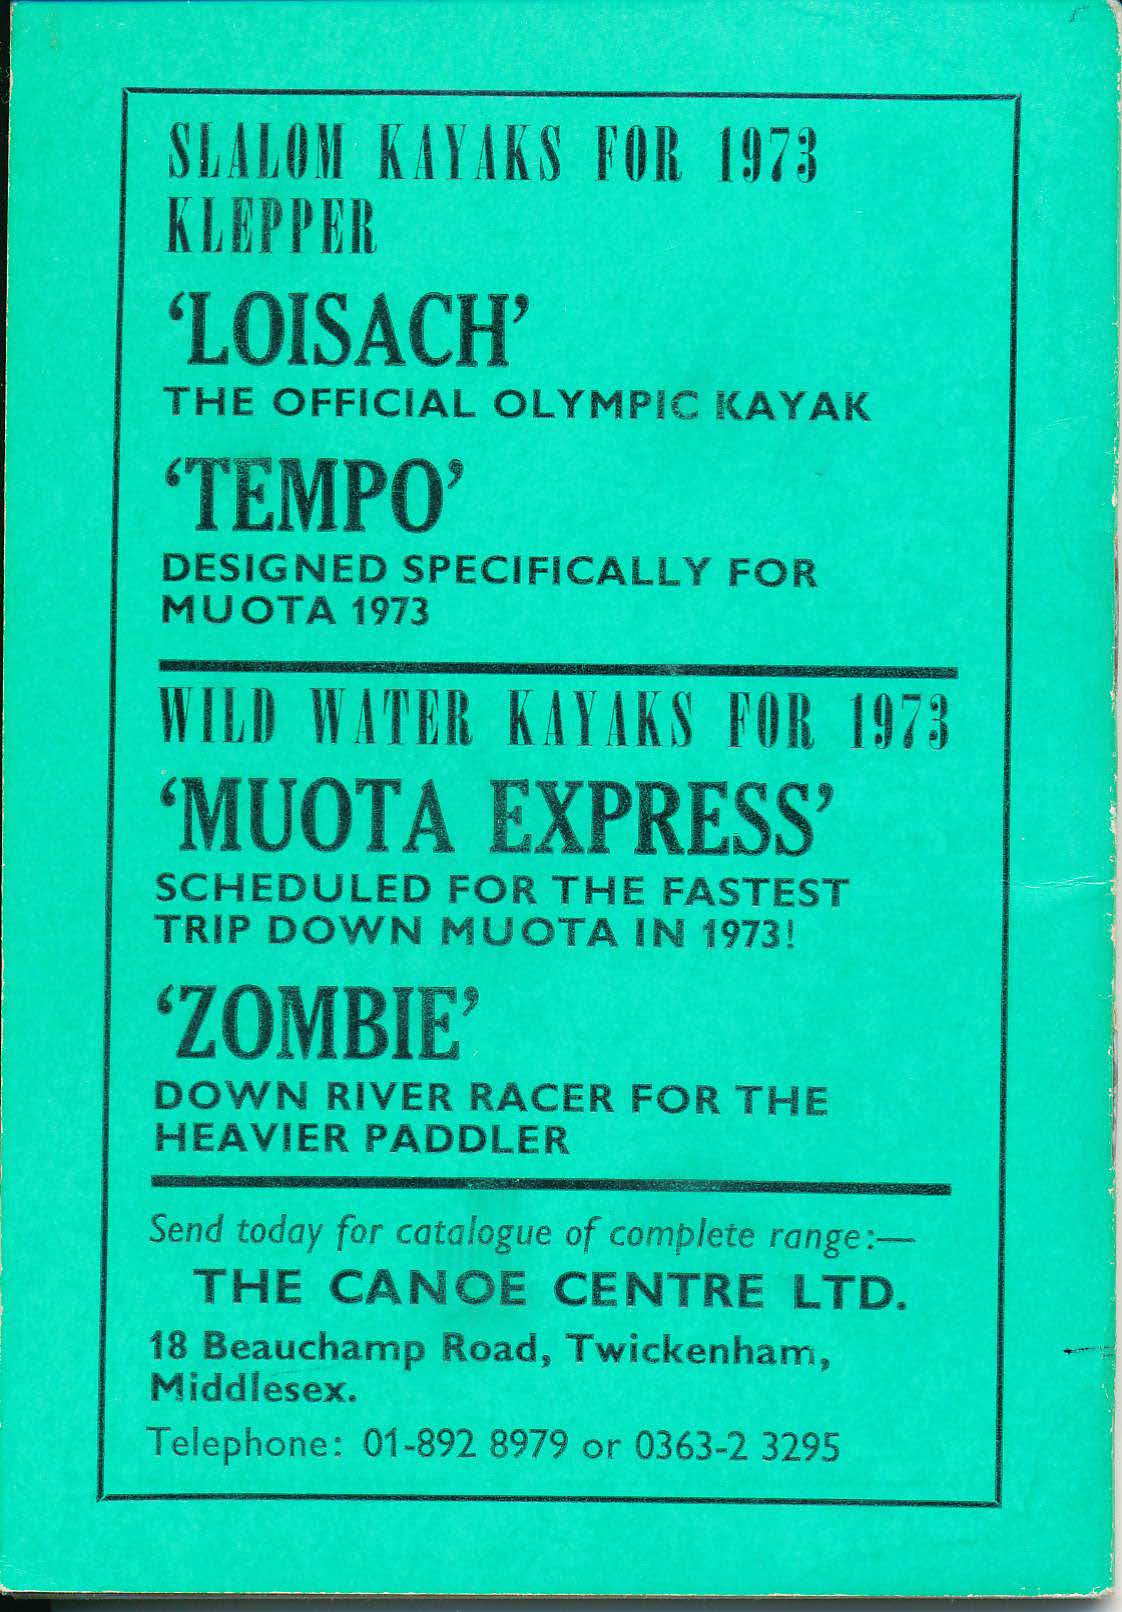 SLALOM KAYAKS FOR 1973
KLEPPER
‘LOISACH’
THE OFFICIAL OLYMPIC KAYAK
‘TEMPO’
DESIGNED SPECIFICALLY FOR
MUOTA 1973
WILD WATER KAYAKS FOR 1973
‘MUOTA EXPRESS’
SCHEDULED FOR THE FASTEST
TRIP DOWN MUOTA IN 1973!
‘ZOMBIE’
DOWN RIVER RACER FOR THE
HEAVIER PADDLER
Send today for catalogue of complete range:—
THE CANOE CENTRE LTD.
18 Beauchamp Road, Twickenham,
Middlesex.
Telephone: 01-892 8979 or 0363-2 3295